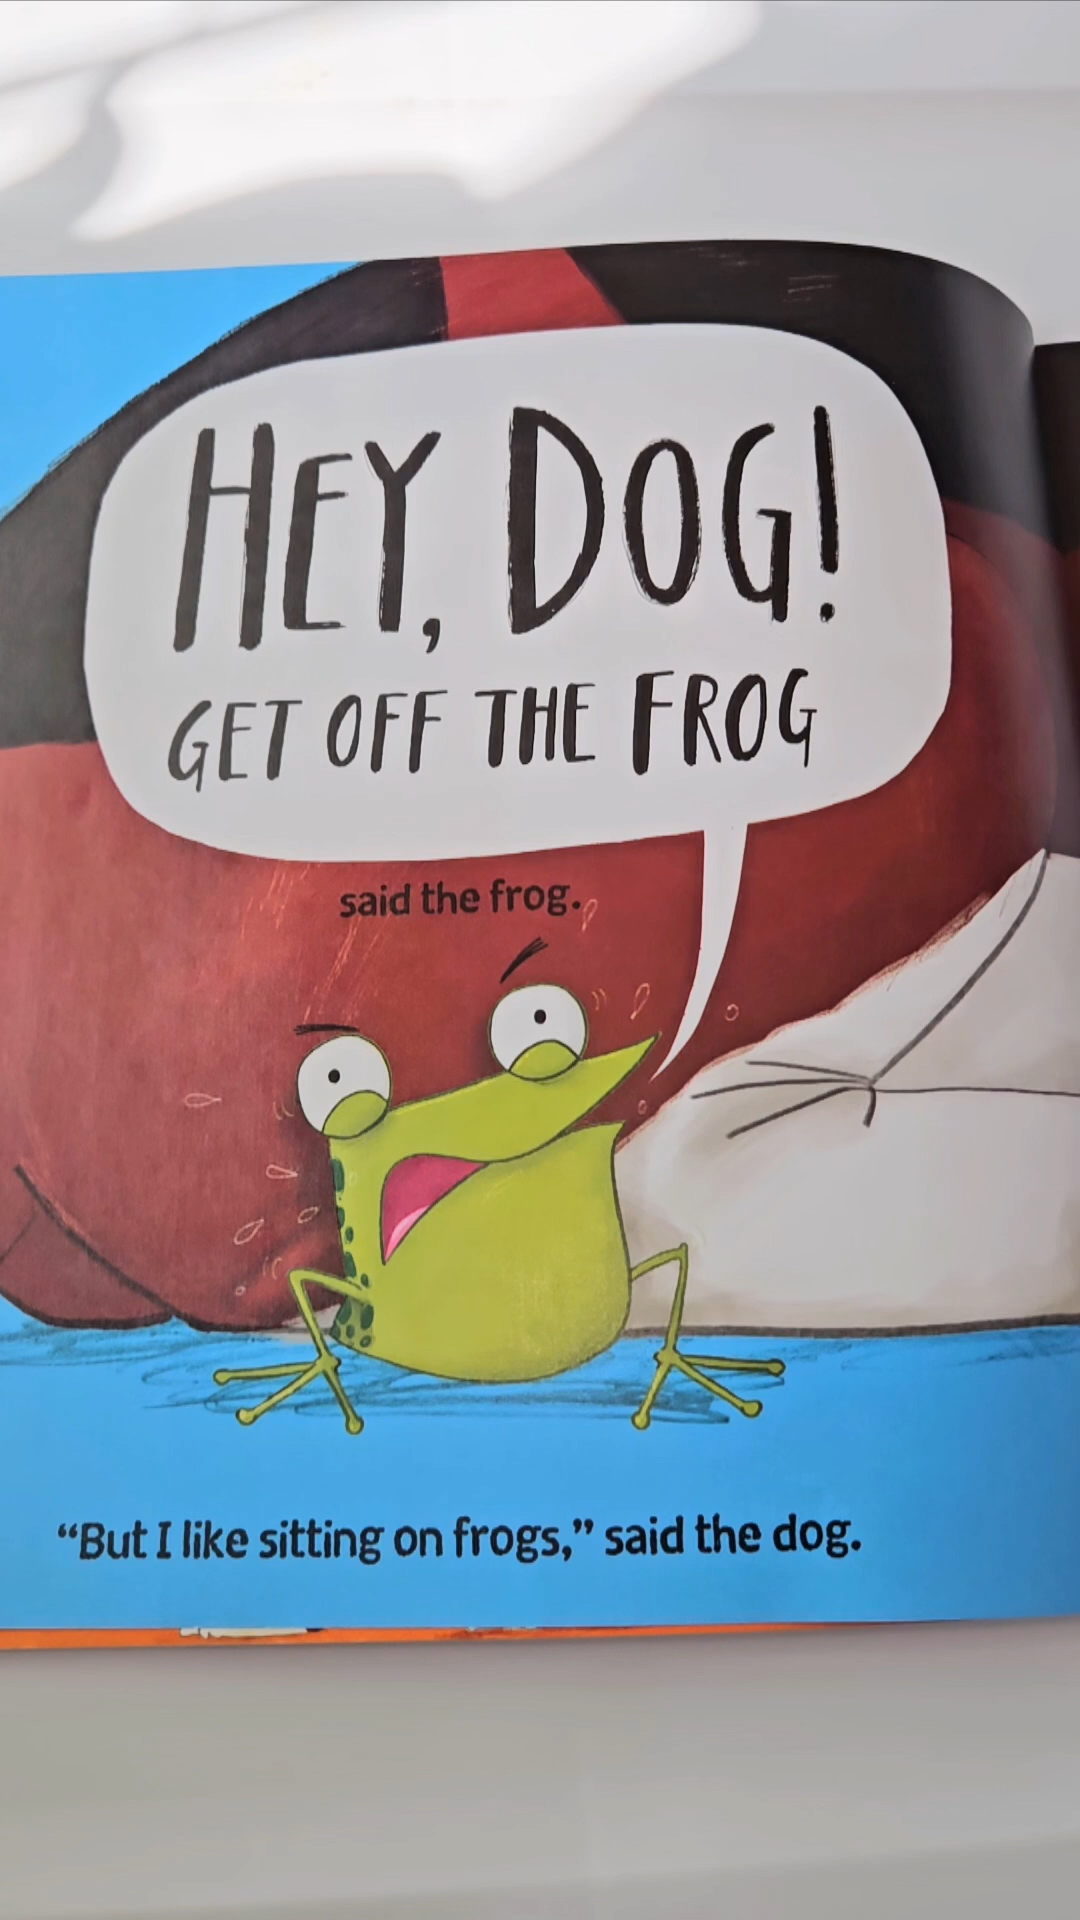 HEY, DOG!
GET OFF THE FROG
said the frog.
“But I like sitting on frogs,” said the dog.